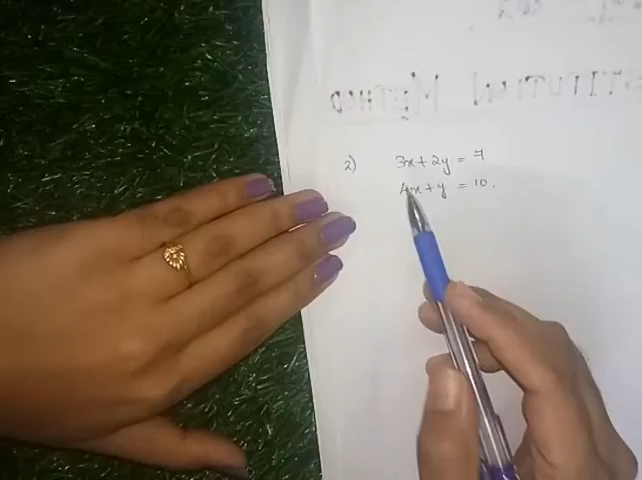 2) 3x + 2y = 7
4x + y = 10.